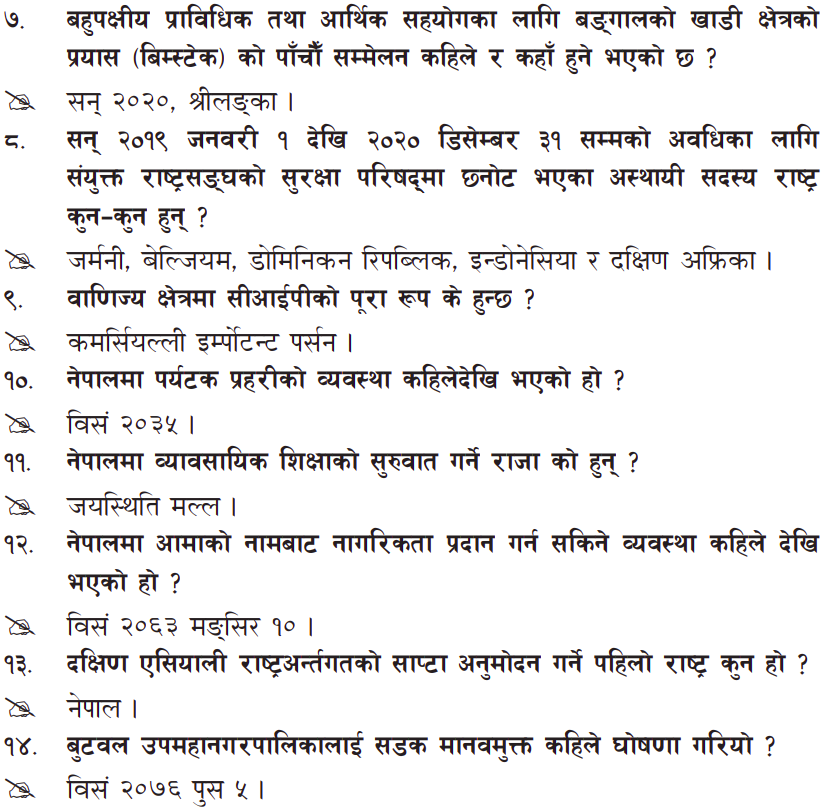 ७. बहुपक्षीय प्राविधिक तथा आर्थिक सहयोगका लागि बङ्गालको खाडी क्षेत्रको
प्रयास (बिम्स्टेक) को पाँचौँ सम्मेलन कहिले र कहाँ हुने भएको छ ?
सन् २०२०, श्रीलङ्का ।
८. सन् २०१९ जनवरी १ देखि २०२० डिसेम्बर ३१ सम्मको अवधिका लागि
संयुक्त राष्ट्रसङ्घको सुरक्षा परिषद्मा छनोट भएका अस्थायी सदस्य राष्ट्र
कुन-कुन हुन् ?
जर्मनी, बेल्जियम, डोमिनिकन रिपब्लिक, इन्डोनेसिया र दक्षिण अफ्रिका ।
९. वाणिज्य क्षेत्रमा सीआईपीको पूरा रूप के हुन्छ ?
कमर्सियल्ली इर्म्पोटन्ट पर्सन ।
१०. नेपालमा पर्यटक प्रहरीको व्यवस्था कहिलेदेखि भएको हो ?
विसं २०३५ ।
११. नेपालमा व्यावसायिक शिक्षाको सुरुवात गर्ने राजा को हुन् ?
जयस्थिति मल्ल ।
१२. नेपालमा आमाको नामबाट नागरिकता प्रदान गर्न सकिने व्यवस्था कहिले देखि
भएको हो ?
विसं २०६३ मङ्सिर १० ।
१३. दक्षिण एसियाली राष्ट्रअर्न्तगतको साप्टा अनुमोदन गर्ने पहिलो राष्ट्र कुन हो ?
नेपाल ।
१४. बुटवल उपमहानगरपालिकालाई सडक मानवमुक्त कहिले घोषणा गरियो ?
विसं २०७६ पुस ५ ।